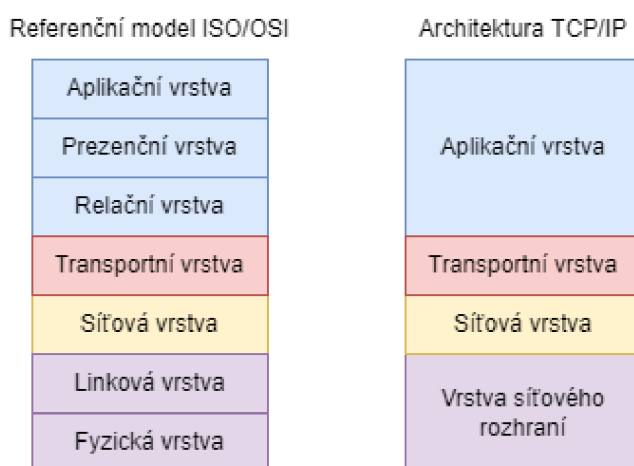 Referenční model ISO/OSI
Aplikační vrstva
Prezenční vrstva
Relační vrstva
Transportní vrstva
Síťová vrstva
Linková vrstva
Fyzická vrstva
Architektura TCP/IP
Aplikační vrstva
Transportní vrstva
Síťová vrstva
Vrstva síťového
rozhraní